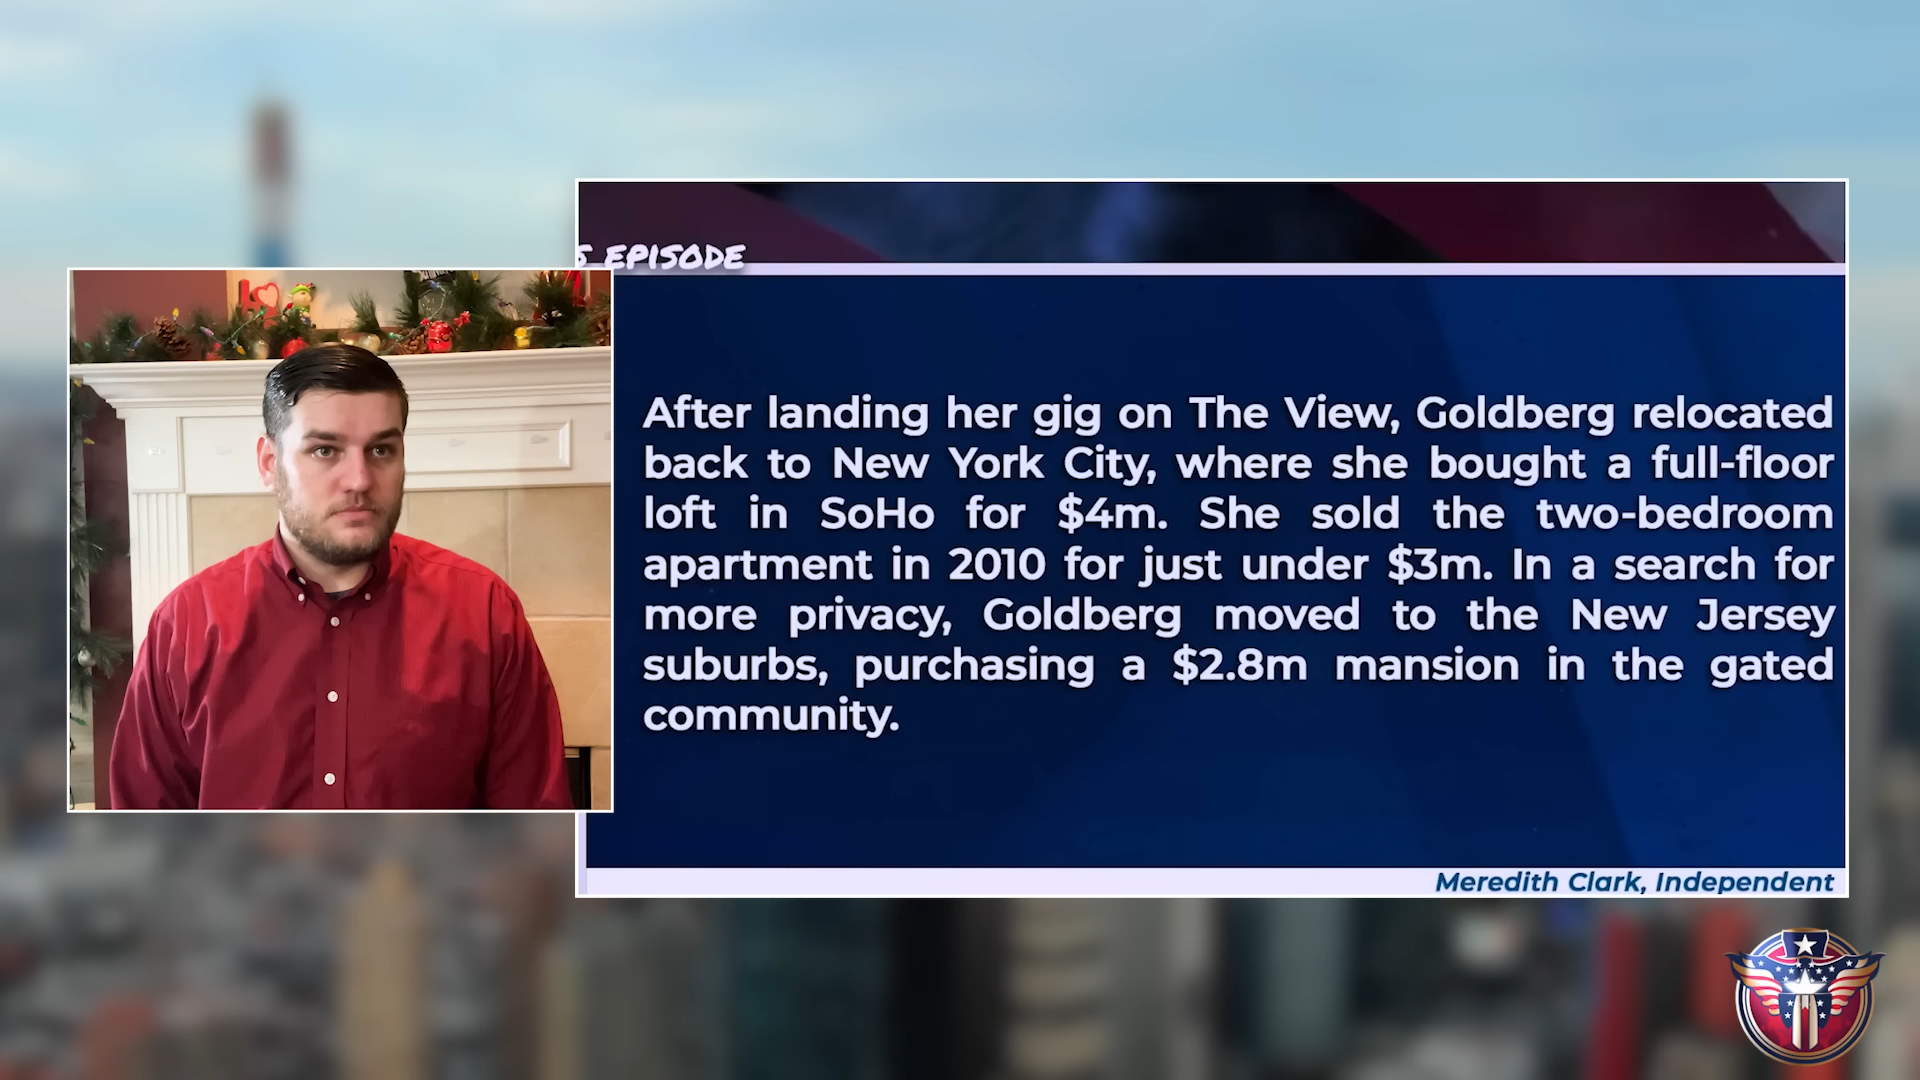 EPISODE
After landing her gig on The View, Goldberg relocated
back to New York City, where she bought a full-floor
loft in SoHo for $4m. She sold the two-bedroom
apartment in 2010 for just under $3m. In a search for
more privacy, Goldberg moved to the New Jersey
suburbs, purchasing a $2.8m mansion in the gated
community.
Meredith Clark, Independent